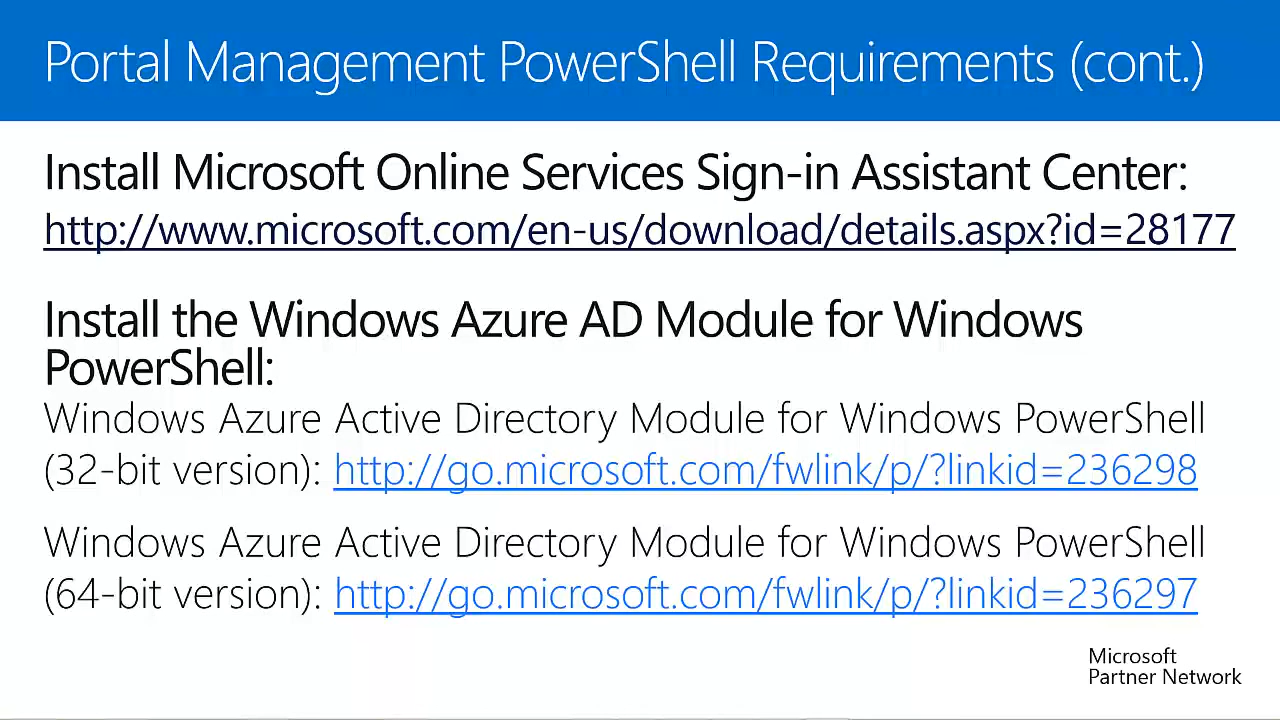 Portal Management PowerShell Requirements (cont.)
Install Microsoft Online Services Sign-in Assistant Center:
http://www.microsoft.com/en-us/download/details.aspx?id=28177
Install the Windows Azure AD Module for Windows
PowerShell:
Windows Azure Active Directory Module for Windows PowerShell
(32-bit version): http://go.microsoft.com/fwlink/p/?linkid=236298
Windows Azure Active Directory Module for Windows PowerShell
(64-bit version): http://go.microsoft.com/fwlink/p/?linkid=236297
Microsoft
Partner Network